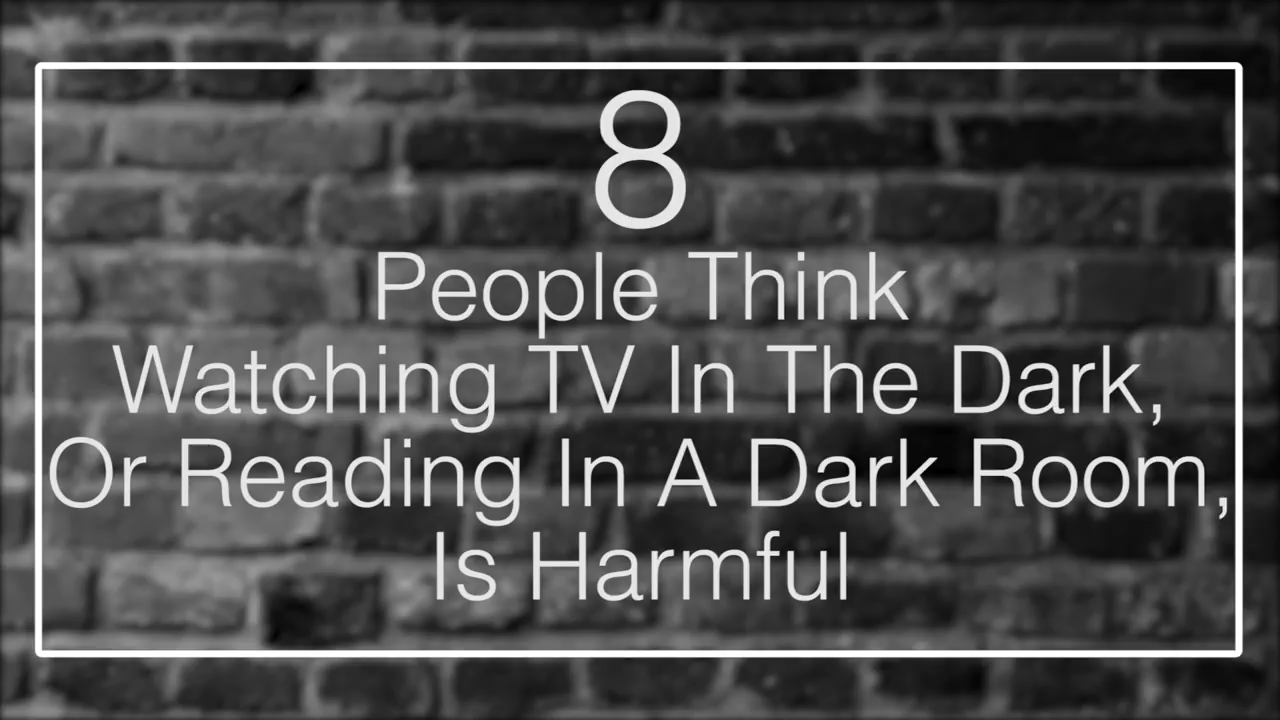 8
People Think
Watching TV In The Dark,
Or Reading In A Dark Room,
Is Harmful